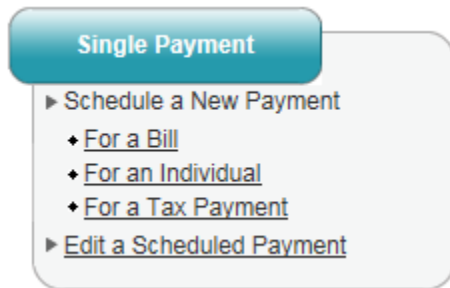 Single Payment
Schedule a New Payment
For a Bill
For an Individual
For a Tax Payment
Edit a Scheduled Payment